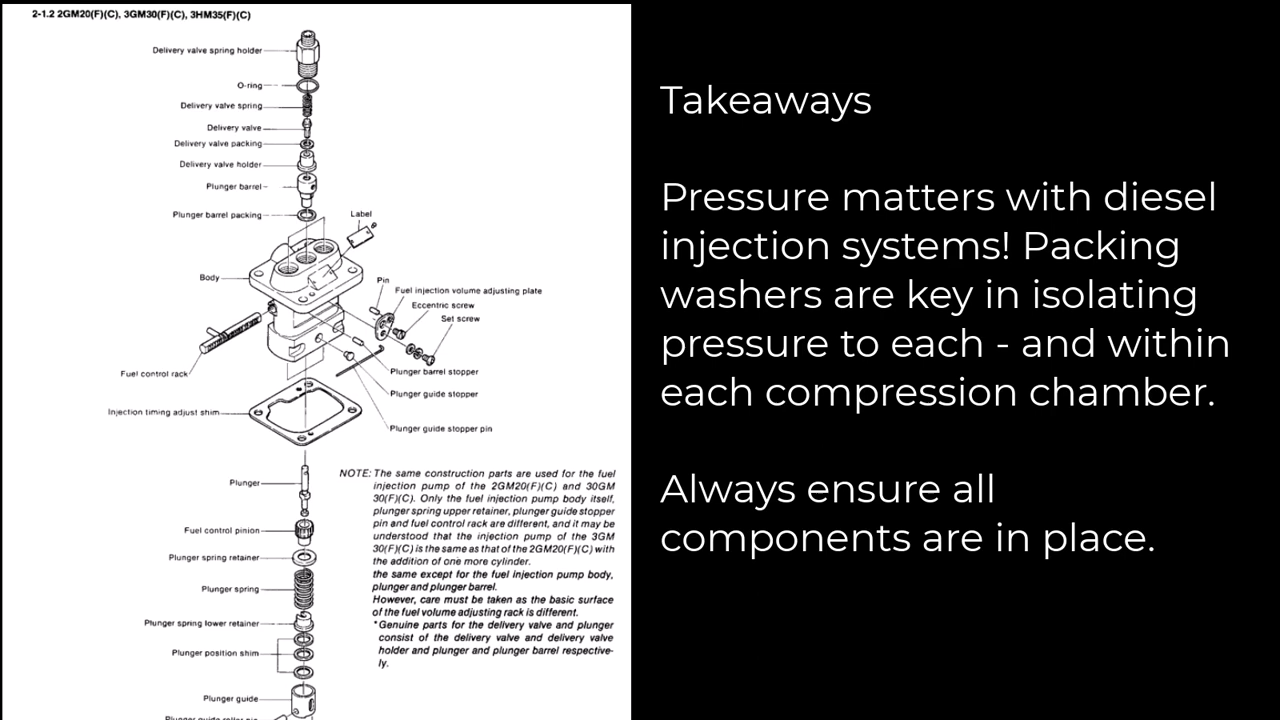 2-1.2 2GM20(F)(C), 3GM30(F)(C), 3HM35(F)(C)
Delivery valve spring holder
O-ring
Delivery valve spring
Delivery valve
Delivery valve packing
Delivery valve holder
Plunger barrel
Plunger barrel packing
Label
Body
Pin
Fuel injection volume adjusting plate
Eccentric screw
Set screw
Fuel control rack
Plunger barrel stopper
Plunger guide stopper
Injection timing adjust shim
Plunger guide stopper pin
Plunger
Fuel control pinion
Plunger spring retainer
Plunger spring
Plunger spring lower retainer
Plunger position shim
Plunger guide
Plunger guide roller pin
NOTE: The same construction parts are used for the fuel
injection pump of the 2GM20(F)(C) and 30GM
30(F)(C). Only the fuel injection pump body itself,
plunger spring upper retainer, plunger guide stopper
pin and fuel control rack are different, and it may be
understood that the injection pump of the 3GM
30(F)(C) is the same as that of the 2GM20(F)(C) with
the addition of one more cylinder.
the same except for the fuel injection pump body,
plunger and plunger barrel.
However, care must be taken as the basic surface
of the fuel volume adjusting rack is different.
*Genuine parts for the delivery valve and plunger
consist of the delivery valve and delivery valve
holder and plunger and plunger barrel respective-
ly.
Takeaways
Pressure matters with diesel
injection systems! Packing
washers are key in isolating
pressure to each - and within
each compression chamber.
Always ensure all
components are in place.